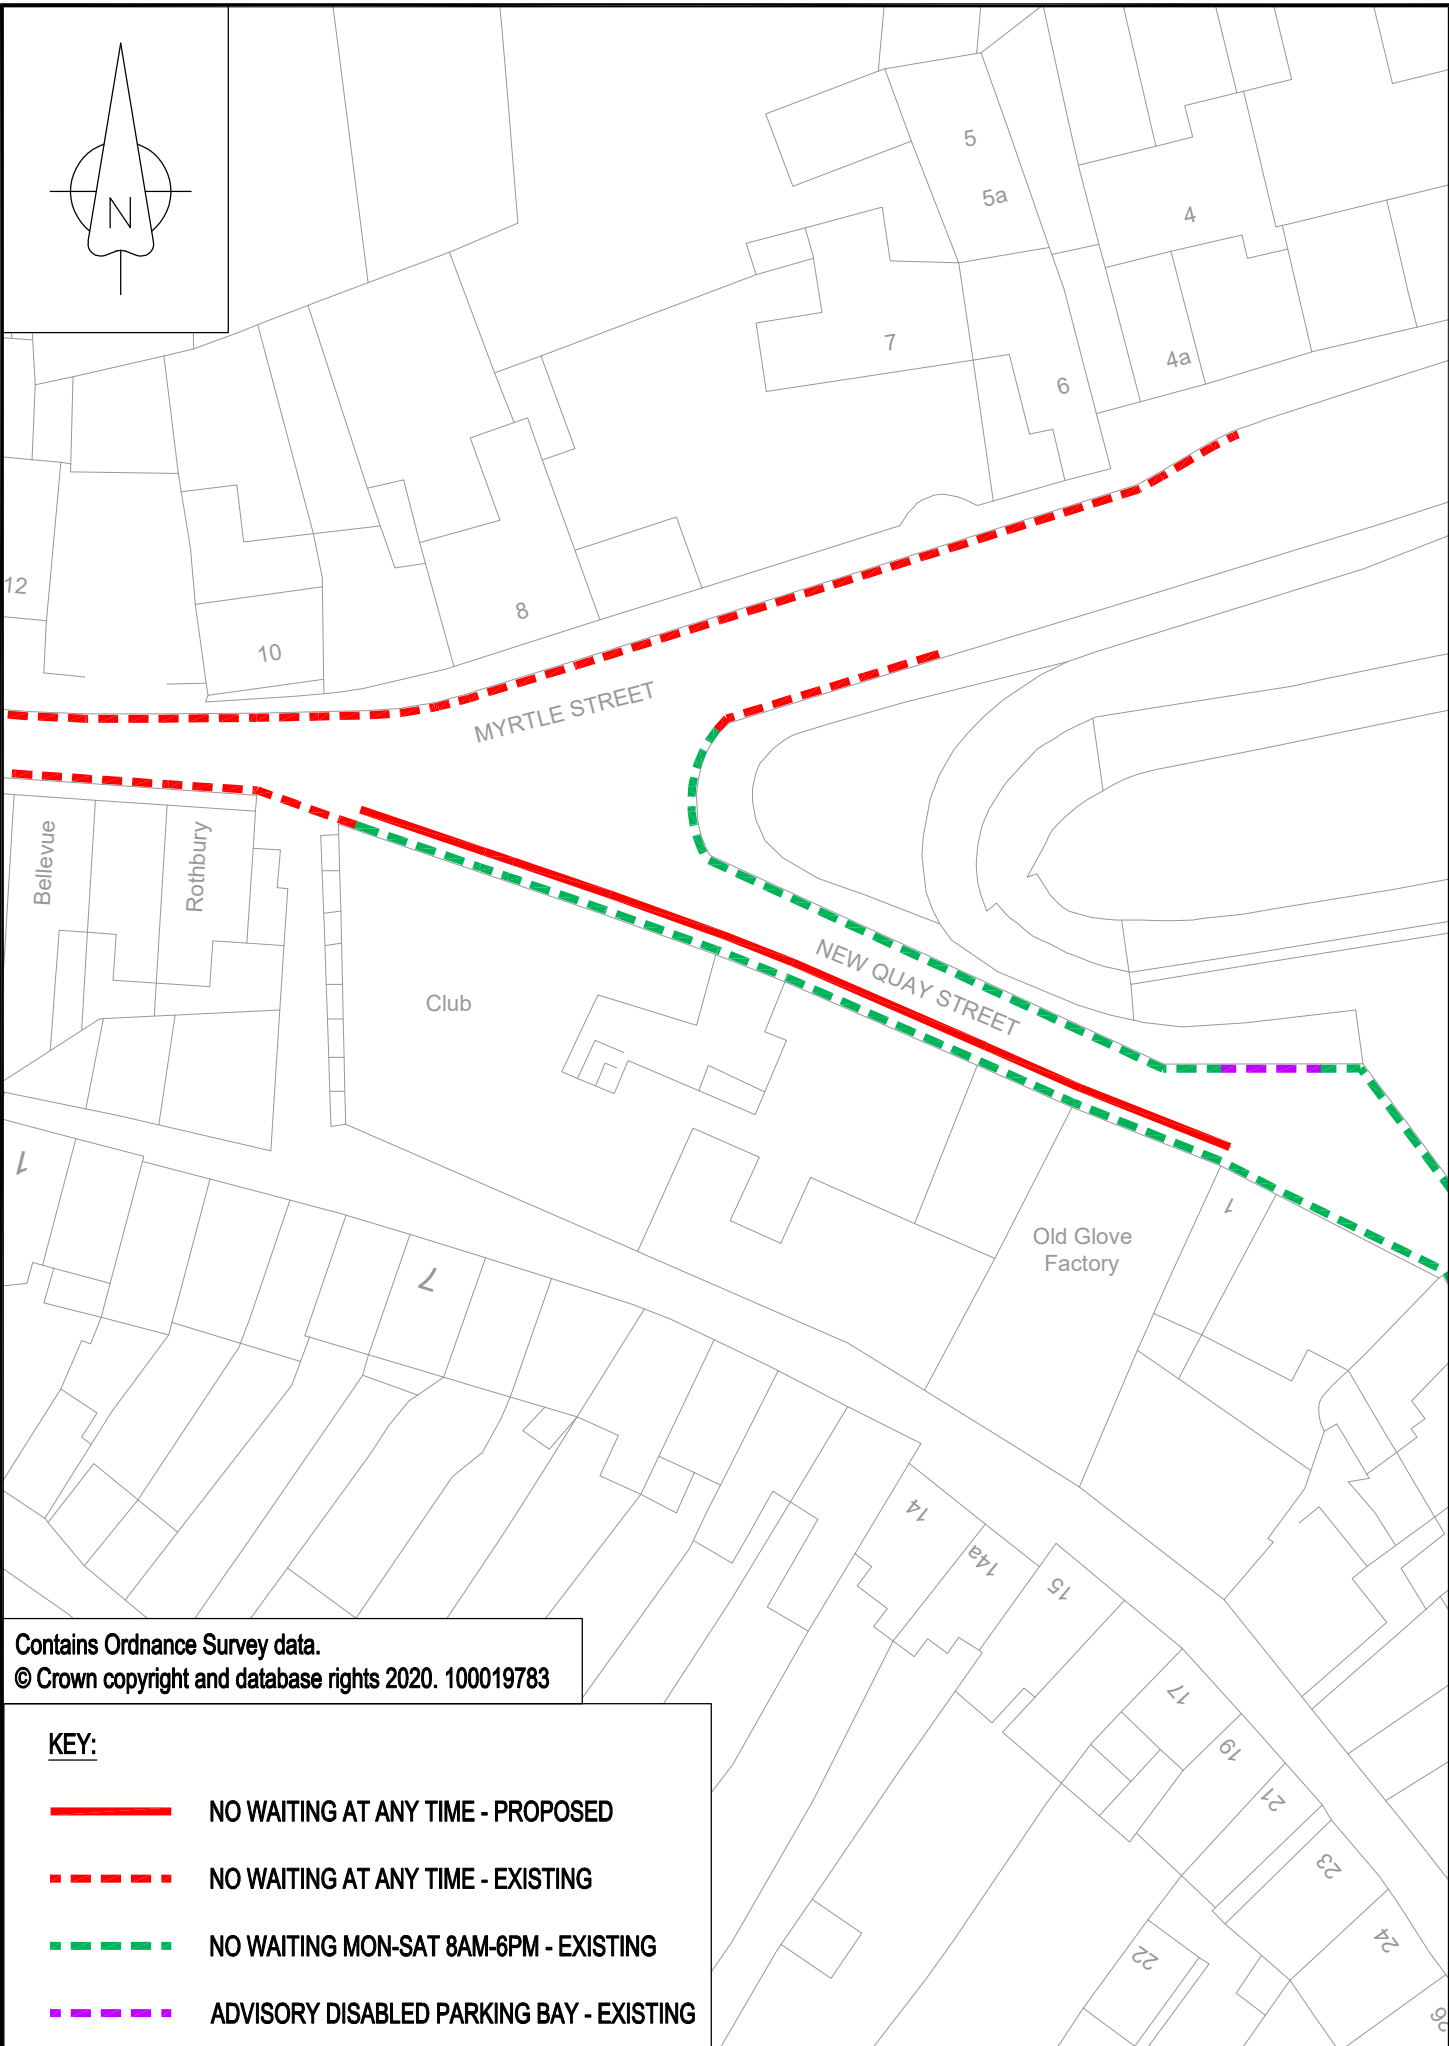 N
5
5a
4
7
4a
6
12
8
10
MYRTLE STREET
Bellevue
Rothbury
NEW QUAY STREET
Club
1
1
Old Glove
Factory
7
14
14a
15
17
19
21
23
24
22
26
Contains Ordnance Survey data.
© Crown copyright and database rights 2020. 100019783
KEY:
NO WAITING AT ANY TIME - PROPOSED
NO WAITING AT ANY TIME - EXISTING
NO WAITING MON-SAT 8AM-6PM - EXISTING
ADVISORY DISABLED PARKING BAY - EXISTING